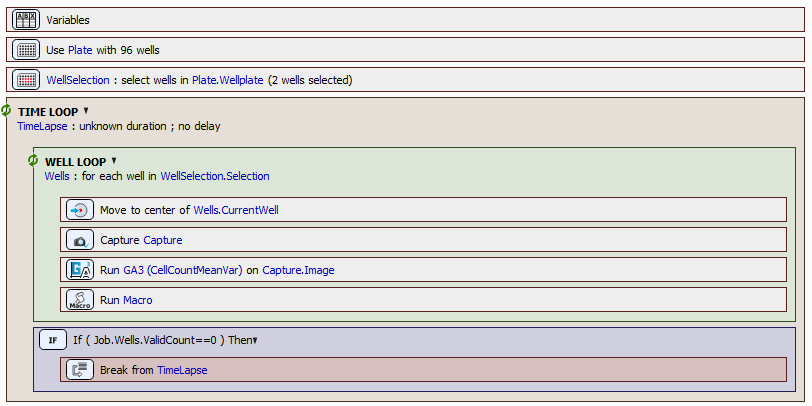 ABX
Variables
Use Plate with 96 wells
WellSelection : select wells in Plate.Wellplate (2 wells selected)
TIME LOOP
TimeLapse : unknown duration ; no delay
WELL LOOP
Wells : for each well in WellSelection.Selection
Move to center of Wells.CurrentWell
Capture Capture
GA3 Run GA3 (CellCountMeanVar) on Capture.Image
Macro Run Macro
IF If ( Job.Wells.ValidCount==0 ) Then
Break from TimeLapse